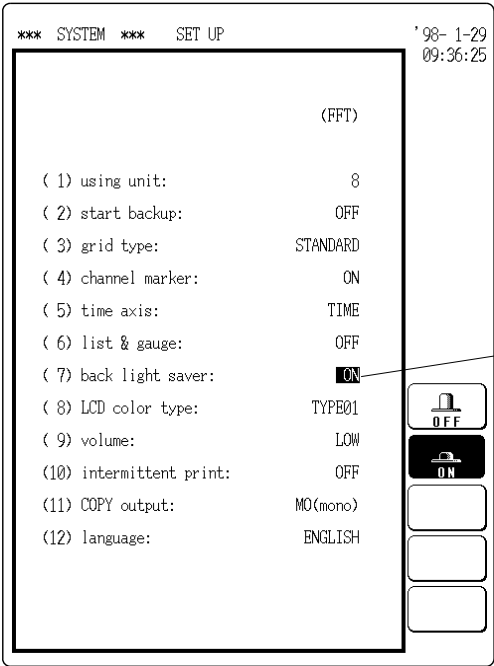 *** SYSTEM *** SET UP
'98- 1-29
09:36:25
(FFT)
( 1) using unit: 8
( 2) start backup: OFF
( 3) grid type: STANDARD
( 4) channel marker: ON
( 5) time axis: TIME
( 6) list & gauge: OFF
( 7) back light saver: ON
( 8) LCD color type: TYPE01
( 9) volume: LOW
(10) intermittent print: OFF
(11) COPY output: MO(mono)
(12) language: ENGLISH
OFF
ON